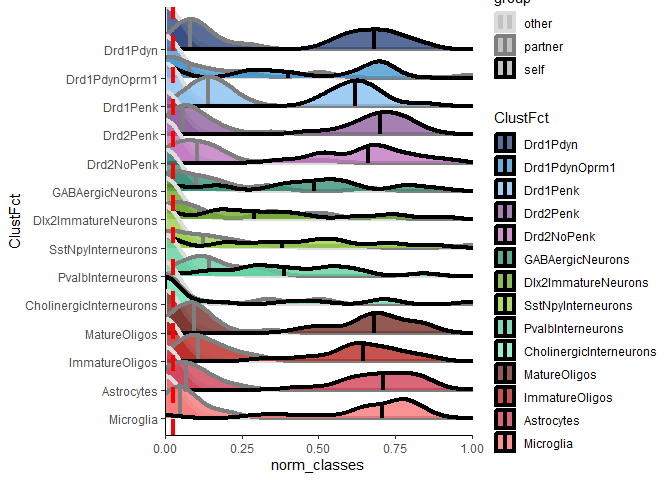 group
other
partner
self
ClustFct
Drd1Pdyn
Drd1PdynOprm1
Drd1Penk
Drd2Penk
Drd2NoPenk
GABAergicNeurons
Dlx2ImmatureNeurons
SstNpyInterneurons
PvalbInterneurons
CholinergicInterneurons
MatureOligos
ImmatureOligos
Astrocytes
Microglia
ClustFct
Drd1Pdyn
Drd1PdynOprm1
Drd1Penk
Drd2Penk
Drd2NoPenk
GABAergicNeurons
Dlx2ImmatureNeurons
SstNpyInterneurons
PvalbInterneurons
CholinergicInterneurons
MatureOligos
ImmatureOligos
Astrocytes
Microglia
0.00 0.25 0.50 0.75 1.00
norm_classes